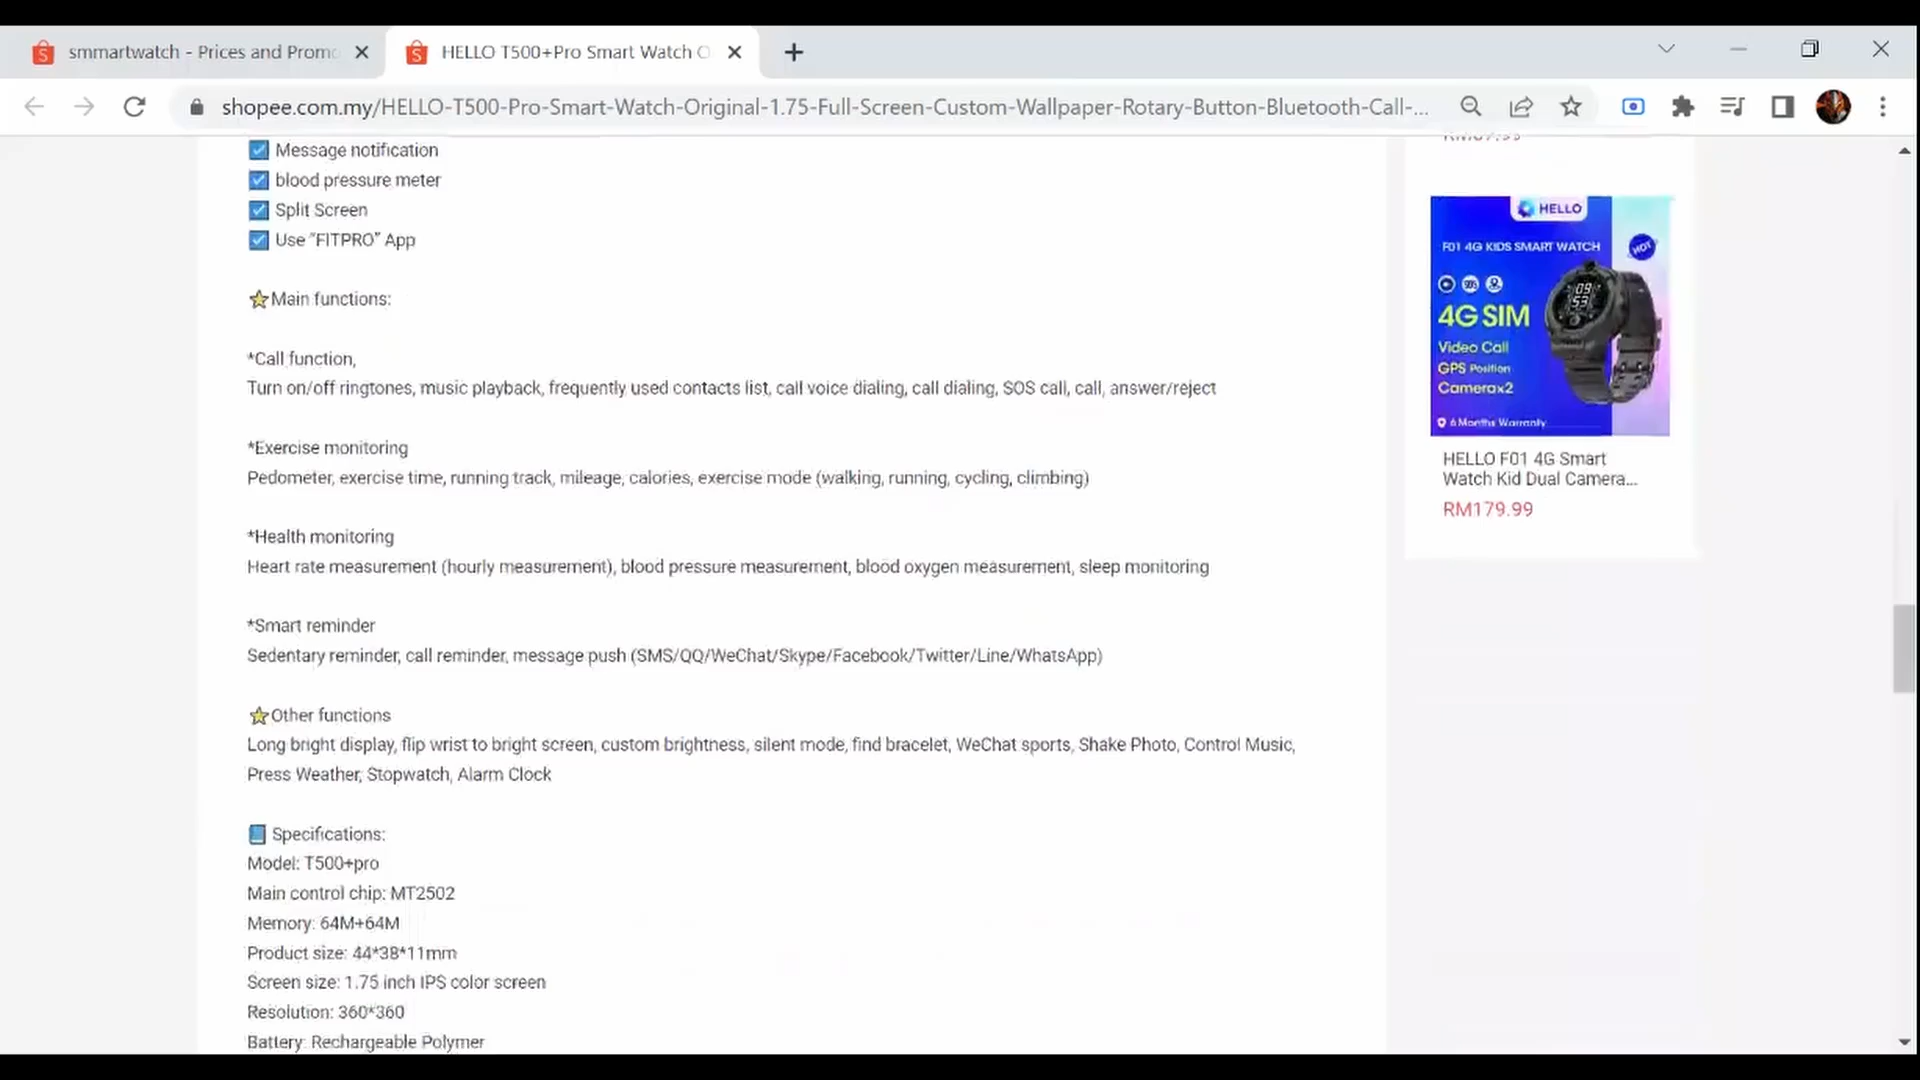 smmartwatch - Prices and Promo
HELLO T500+Pro Smart Watch O
shopee.com.my/HELLO-T500-Pro-Smart-Watch-Original-1.75-Full-Screen-Custom-Wallpaper-Rotary-Button-Bluetooth-Call-...
Message notification
blood pressure meter
Split Screen
Use “FITPRO” App
Main functions:
*Call function,
Turn on/off ringtones, music playback, frequently used contacts list, call voice dialing, call dialing, SOS call, call, answer/reject
*Exercise monitoring
Pedometer, exercise time, running track, mileage, calories, exercise mode (walking, running, cycling, climbing)
*Health monitoring
Heart rate measurement (hourly measurement), blood pressure measurement, blood oxygen measurement, sleep monitoring
*Smart reminder
Sedentary reminder, call reminder, message push (SMS/QQ/WeChat/Skype/Facebook/Twitter/Line/WhatsApp)
Other functions
Long bright display, flip wrist to bright screen, custom brightness, silent mode, find bracelet, WeChat sports, Shake Photo, Control Music,
Press Weather, Stopwatch, Alarm Clock
Specifications:
Model: T500+pro
Main control chip: MT2502
Memory: 64M+64M
Product size: 44*38*11mm
Screen size: 1.75 inch IPS color screen
Resolution: 360*360
Battery: Rechargeable Polymer
HELLO
F01 4G KIDS SMART WATCH
HOT
SOS
4G SIM
Video Call
GPS Position
Camerax2
09
53
6 Months Warranty
HELLO F01 4G Smart
Watch Kid Dual Camera...
RM179.99